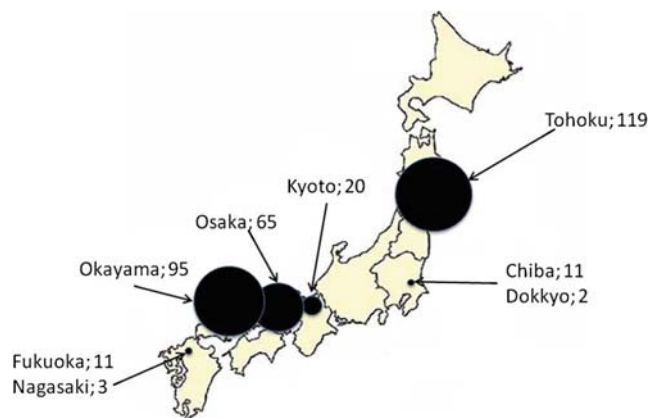 Tohoku; 119
Kyoto; 20
Osaka; 65
Okayama; 95
Chiba; 11
Dokkyo; 2
Fukuoka; 11
Nagasaki; 3